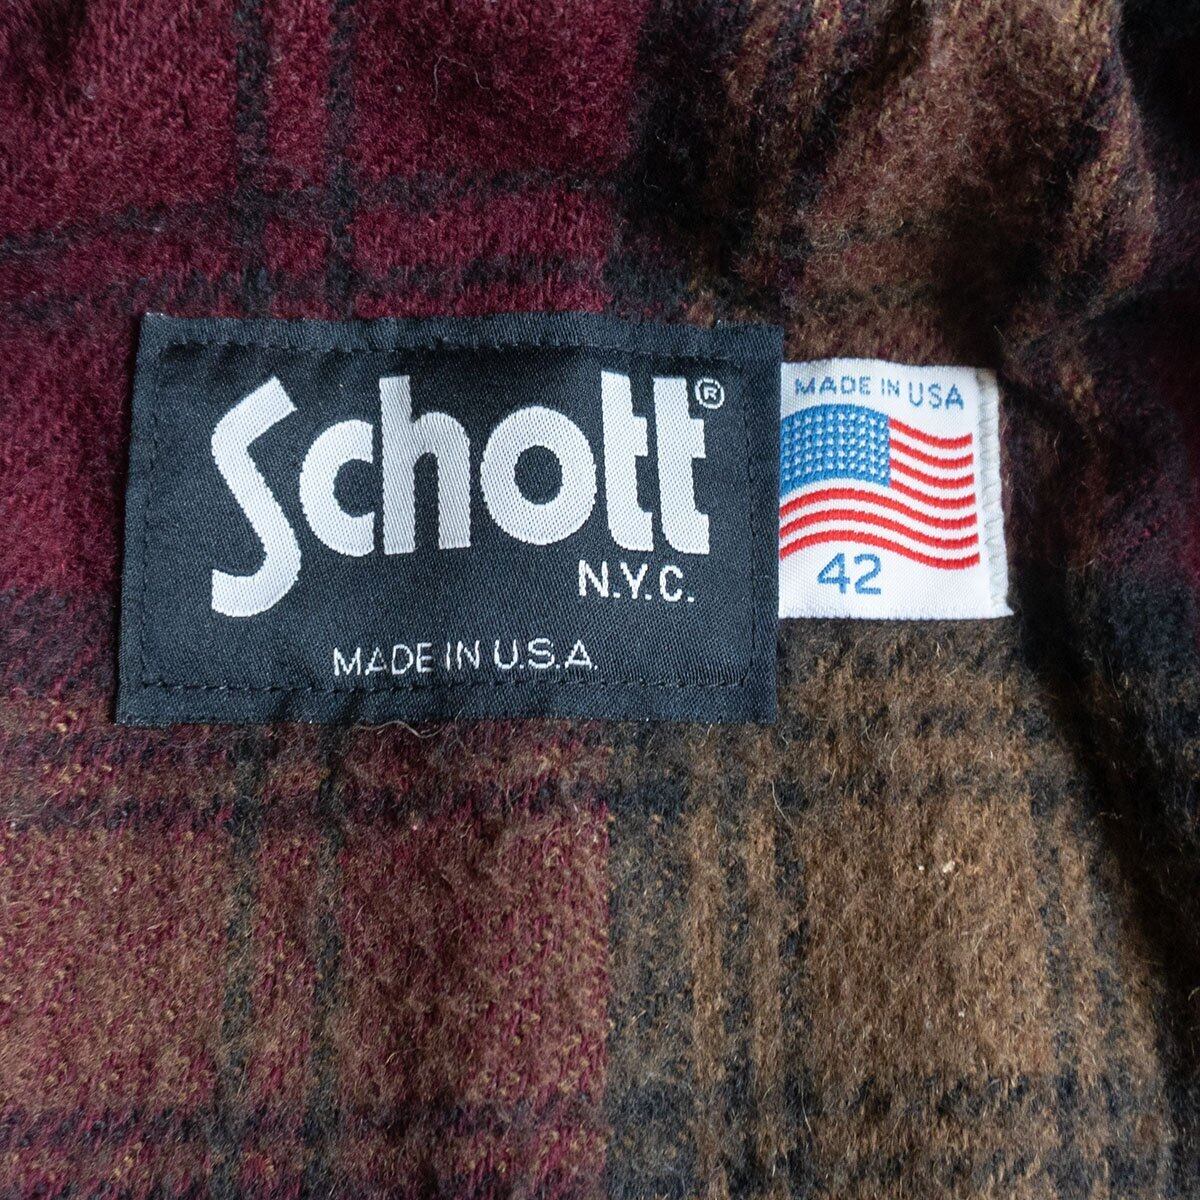 Schott®
N.Y.C.
MADE IN U.S.A.
MADE IN USA
42